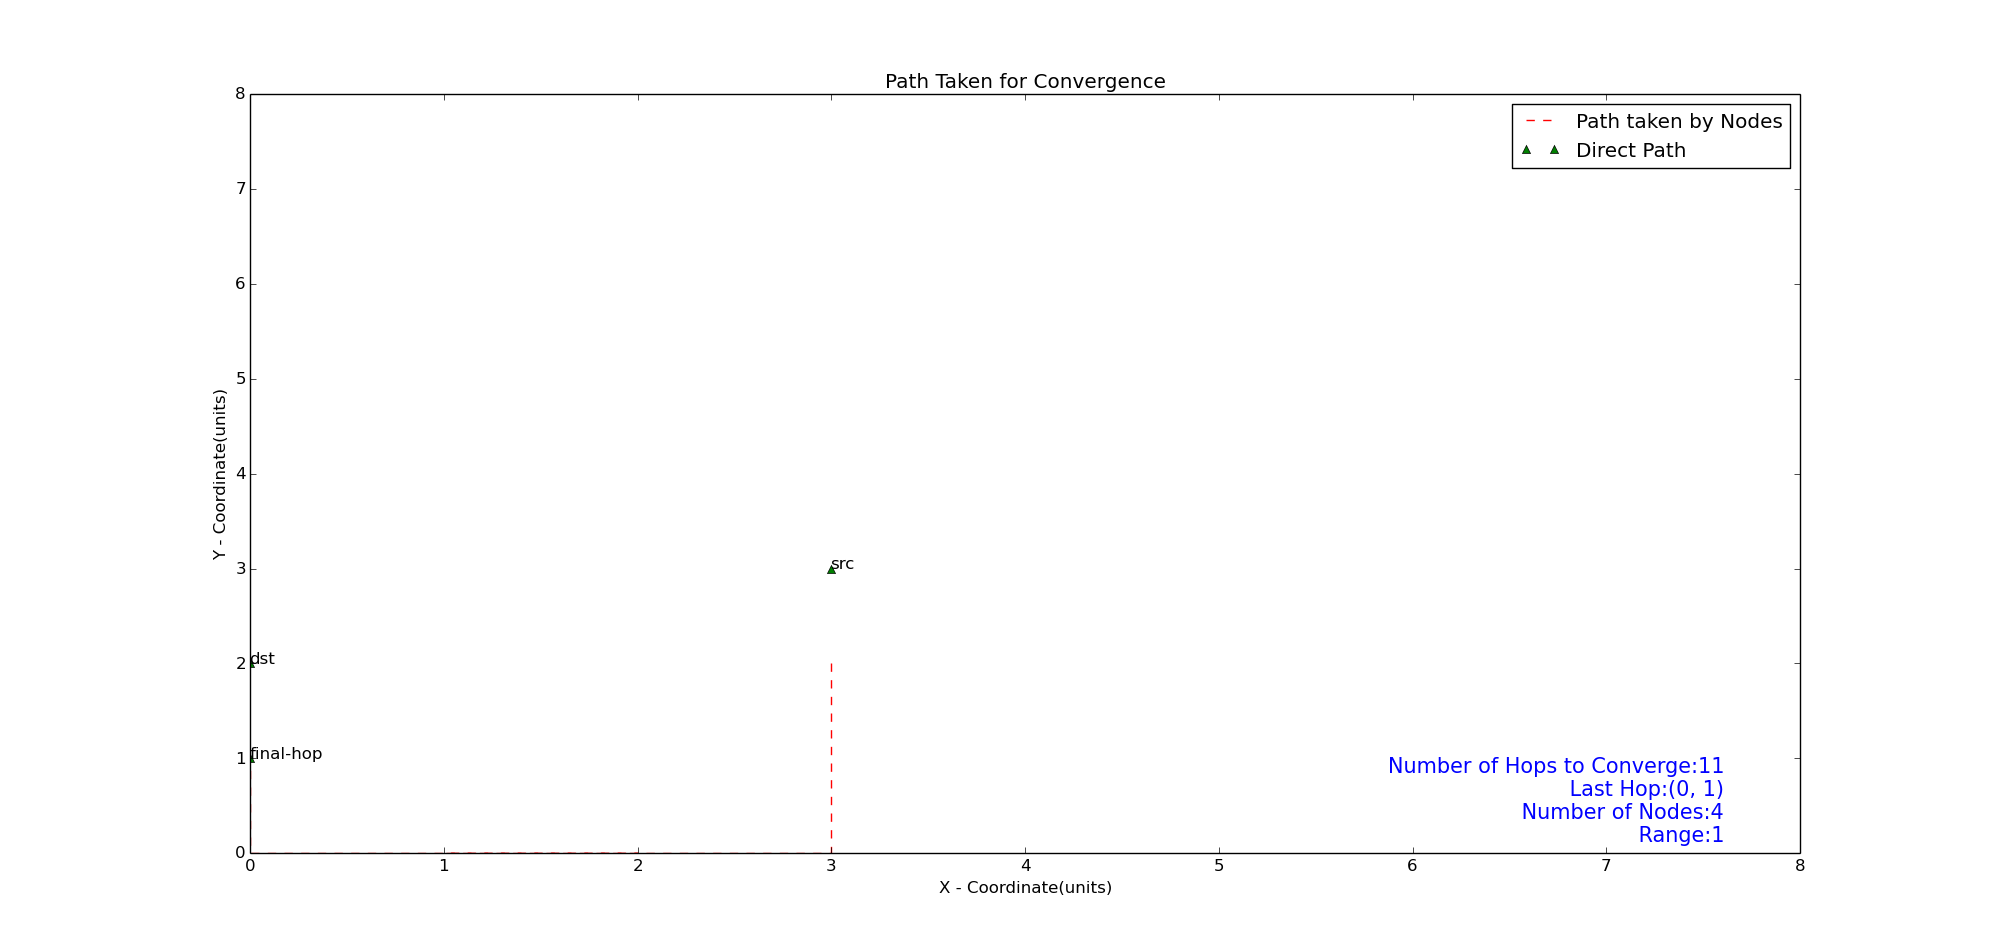 Path Taken for Convergence
8
7
6
5
4
3
2
1
0
Y - Coordinate(units)
Path taken by Nodes
Direct Path
src
dst
final-hop
Number of Hops to Converge:11
Last Hop:(0, 1)
Number of Nodes:4
Range:1
0 1 2 3 4 5 6 7 8
X - Coordinate(units)